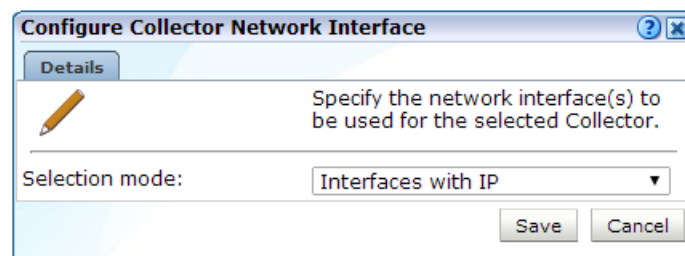 Configure Collector Network Interface
Details
Specify the network interface(s) to
be used for the selected Collector.
Selection mode: Interfaces with IP
Save Cancel